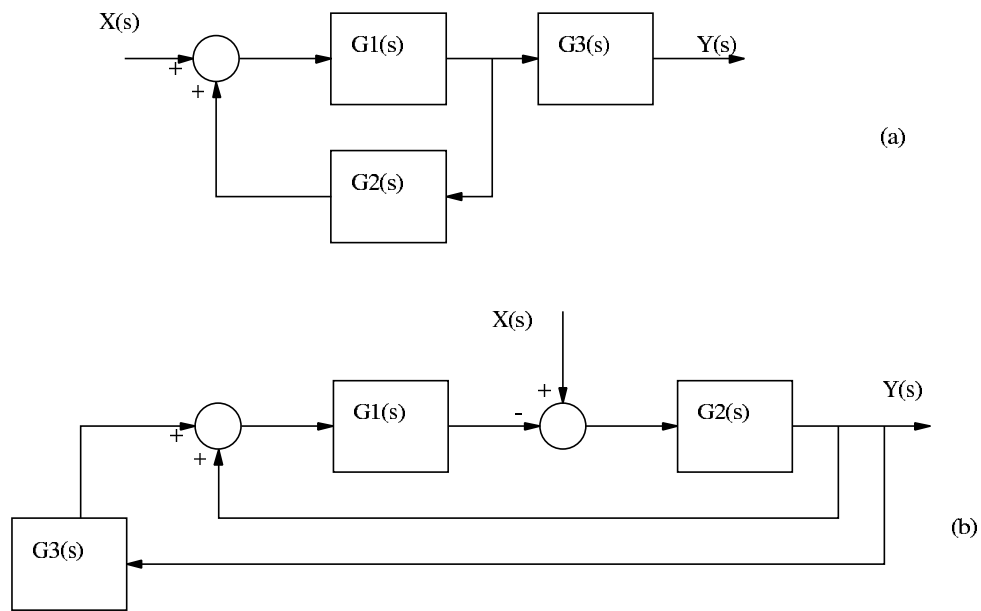 X(s)
G1(s)
G3(s)
Y(s)
+
+
(a)
G2(s)
X(s)
+
Y(s)
G1(s)
-
G2(s)
+
+
(b)
G3(s)